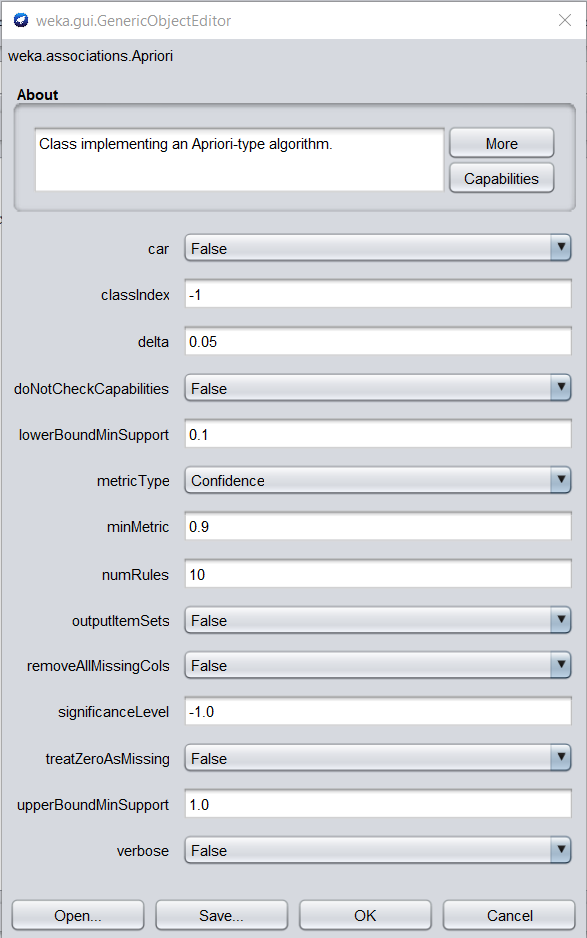 weka.gui.GenericObjectEditor
weka.associations.Apriori
About
Class implementing an Apriori-type algorithm.
More
Capabilities
car False
classIndex -1
delta 0.05
doNotCheckCapabilities False
lowerBoundMinSupport 0.1
metricType Confidence
minMetric 0.9
numRules 10
outputItemSets False
removeAllMissingCols False
significanceLevel -1.0
treatZeroAsMissing False
upperBoundMinSupport 1.0
verbose False
Open... Save... OK Cancel